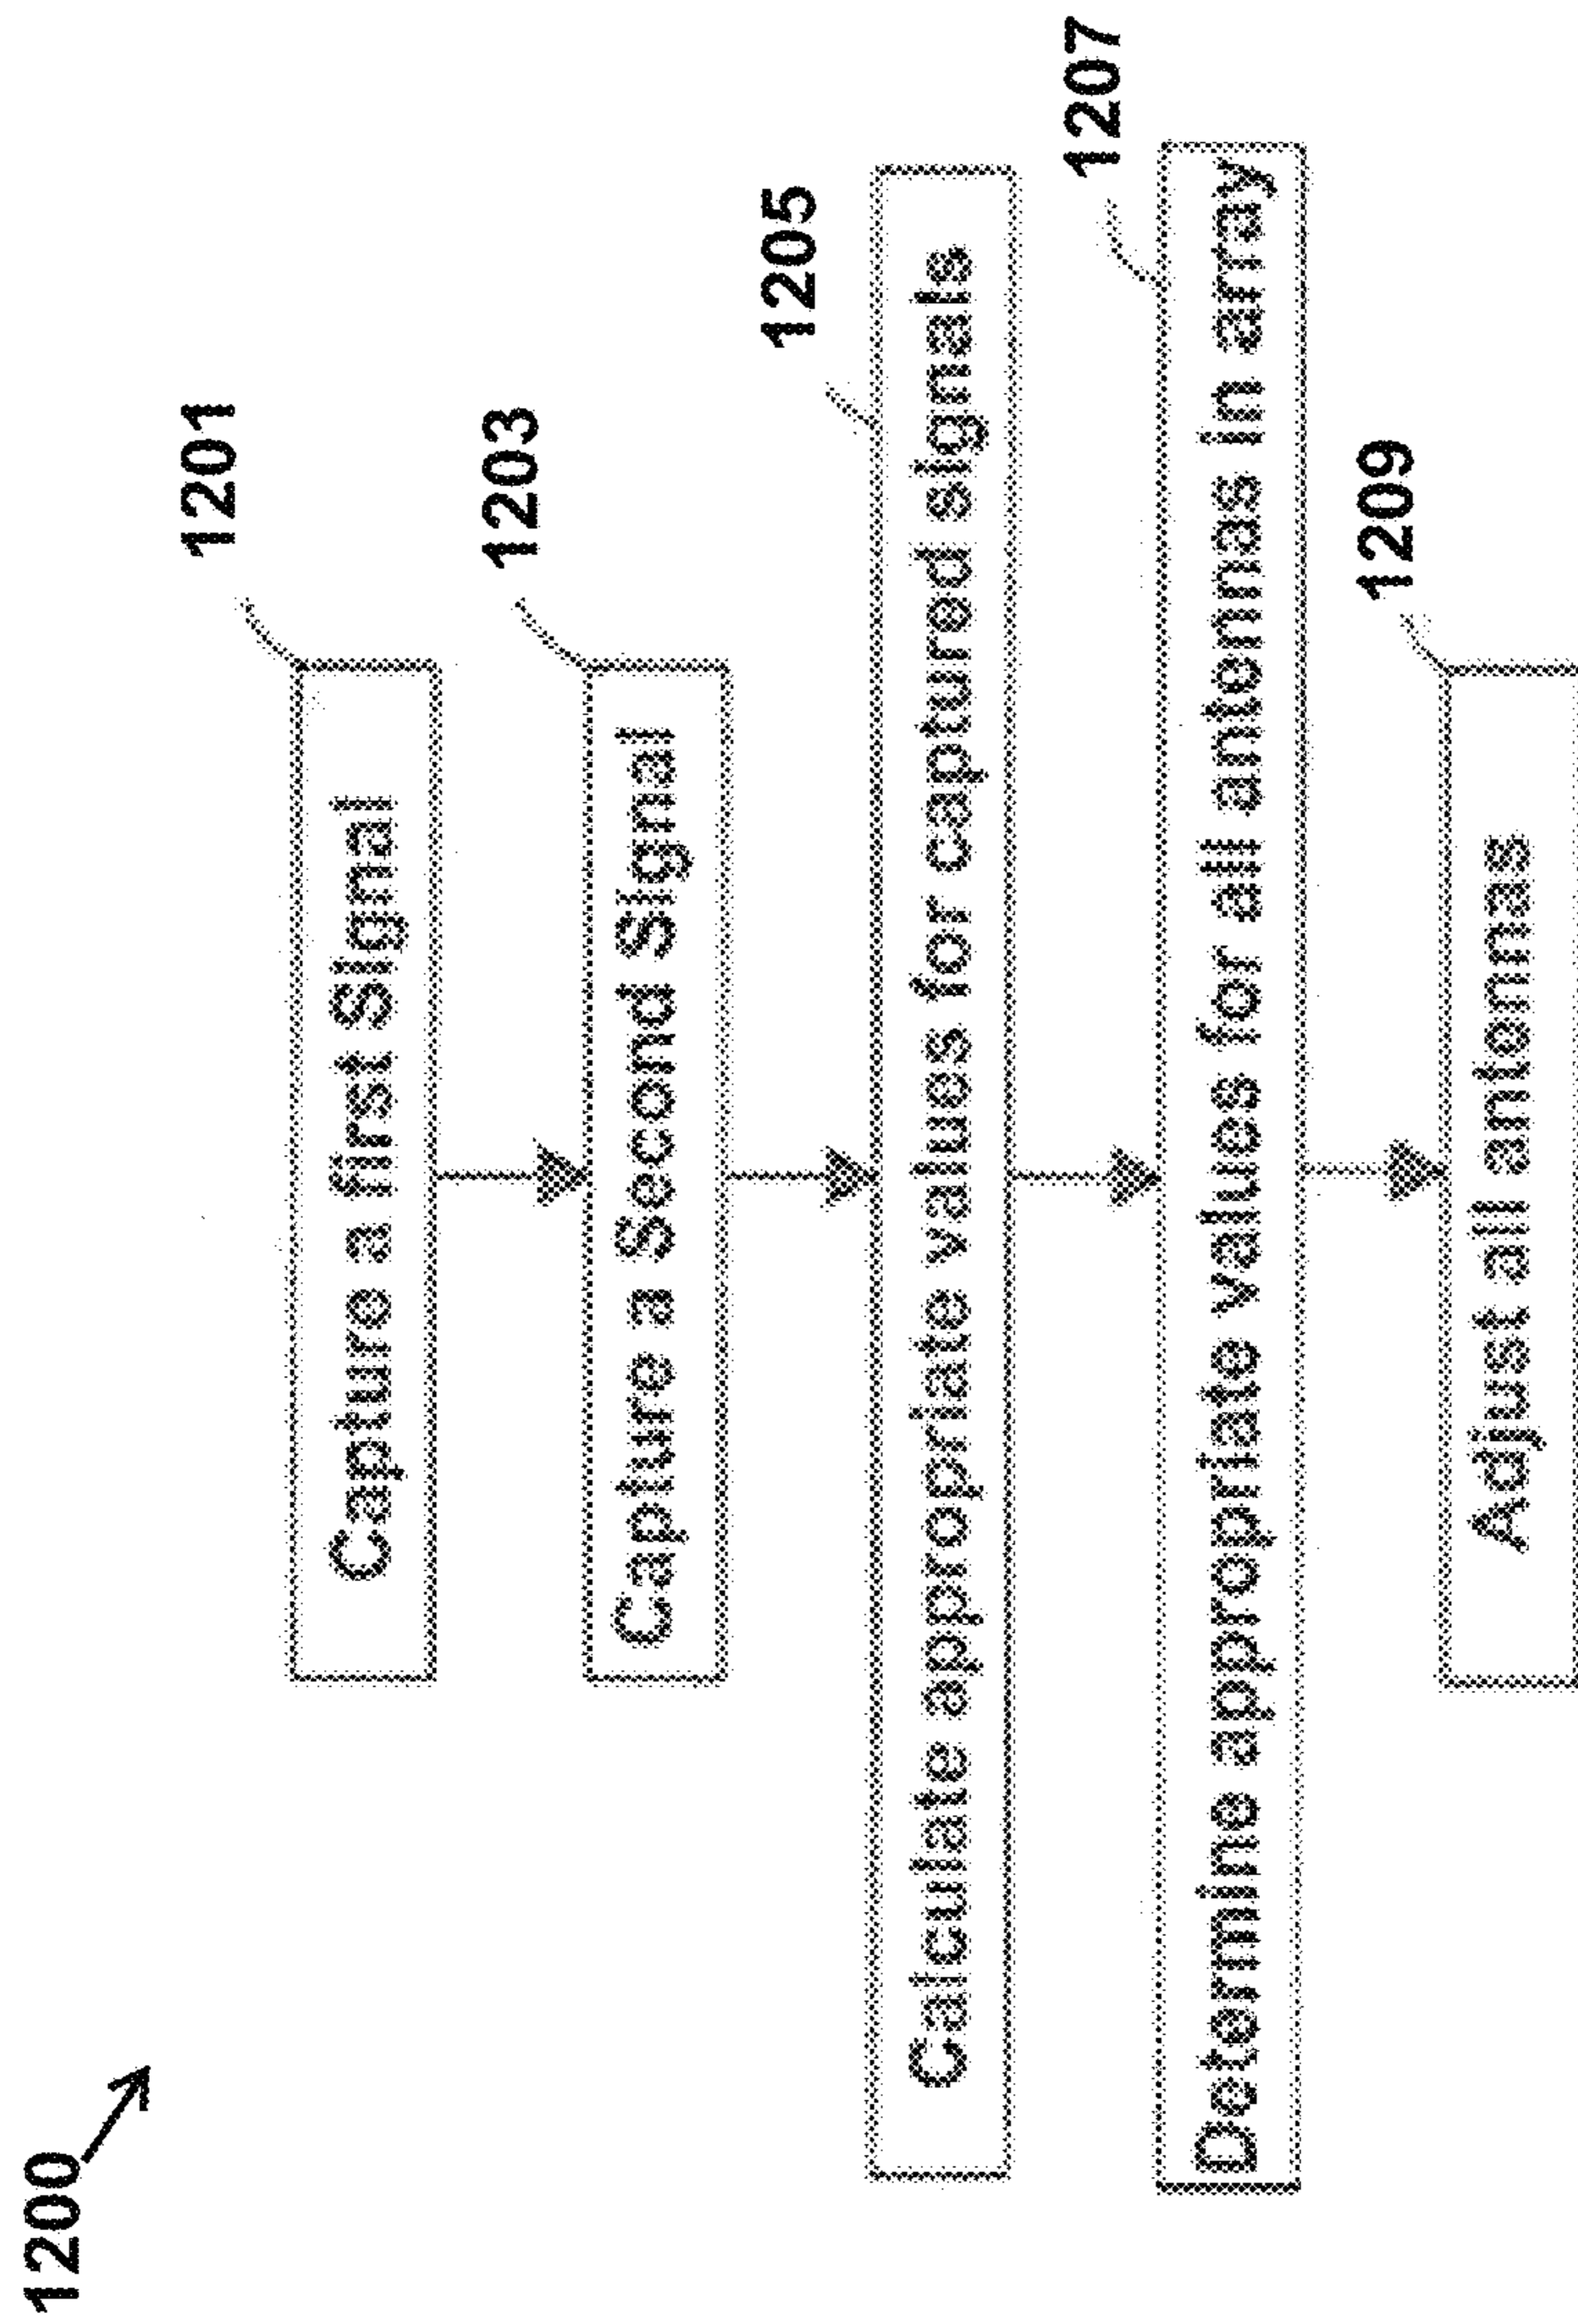 1200
1201
Capture a first Signal
1203
Capture a Second Signal
1205
Calculate appropriate values for captured signals
1207
Determine appropriate values for all antennas in array
1209
Adjust all antennas